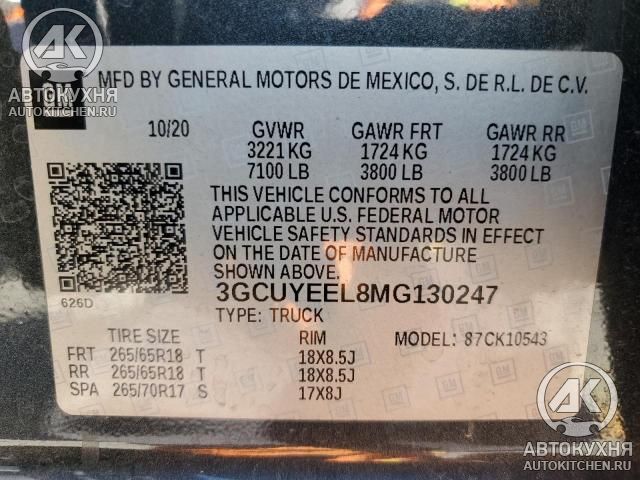 АК
АВТОКУХНЯ
AUTOKITCHEN.RU
GM
MFD BY GENERAL MOTORS DE MEXICO, S. DE R.L. DE C.V.
10/20 GVWR GAWR FRT GAWR RR
3221 KG 1724 KG 1724 KG
7100 LB 3800 LB 3800 LB
THIS VEHICLE CONFORMS TO ALL
APPLICABLE U.S. FEDERAL MOTOR
VEHICLE SAFETY STANDARDS IN EFFECT
ON THE DATE OF MANUFACTURE
SHOWN ABOVE.
626D
3GCUYEEL8MG130247
TYPE: TRUCK
TIRE SIZE RIM MODEL: 87CK10543
FRT 265/65R18 T 18X8.5J
RR 265/65R18 T 18X8.5J
SPA 265/70R17 S 17X8J
АК
АВТОКУХНЯ
AUTOKITCHEN.RU